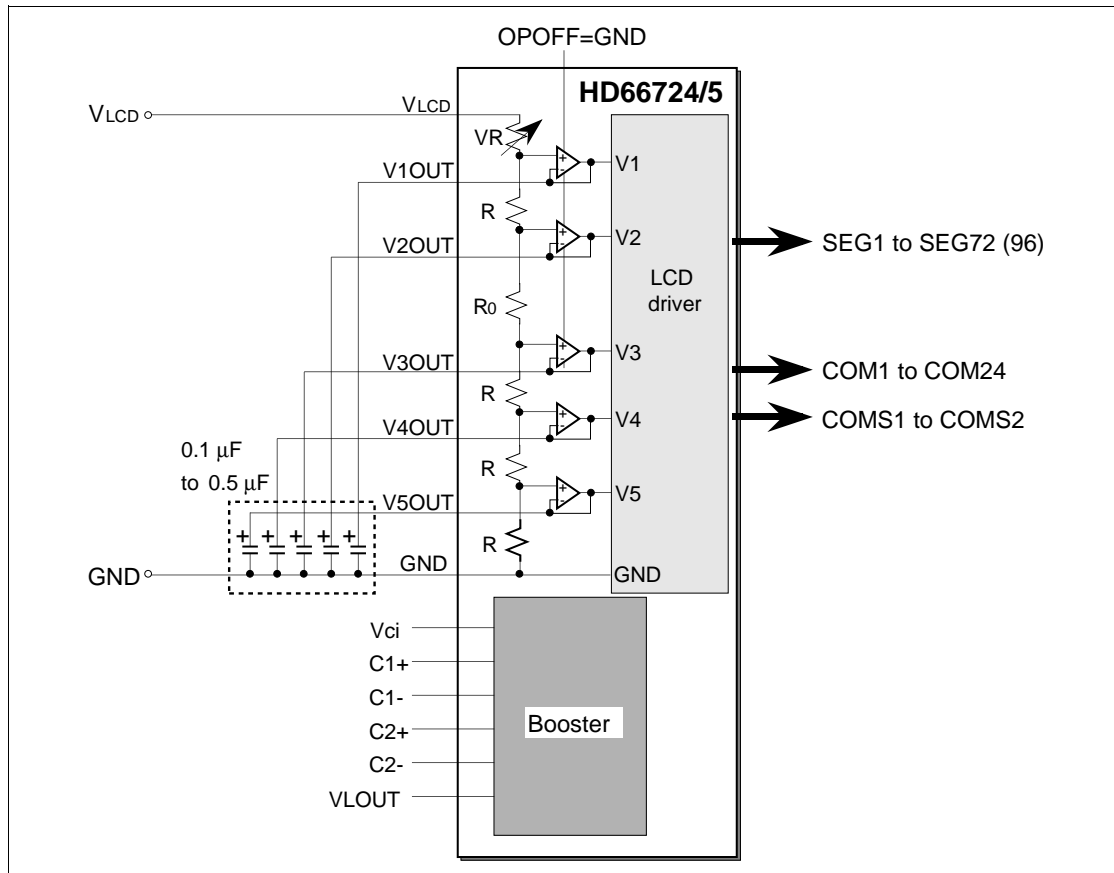 OPOFF=GND
HD66724/5
VLCD
VLCD
VR
+
-
V1
V1OUT
R
+
-
V2
V2OUT
SEG1 to SEG72 (96)
LCD
driver
R0
+
-
V3
V3OUT
COM1 to COM24
R
+
-
V4
V4OUT
COMS1 to COMS2
0.1 μF
to 0.5 μF
R
+
-
V5
V5OUT
+ + + + +
R
GND
GND
GND
Vci
C1+
C1-
C2+
C2-
VLOUT
Booster